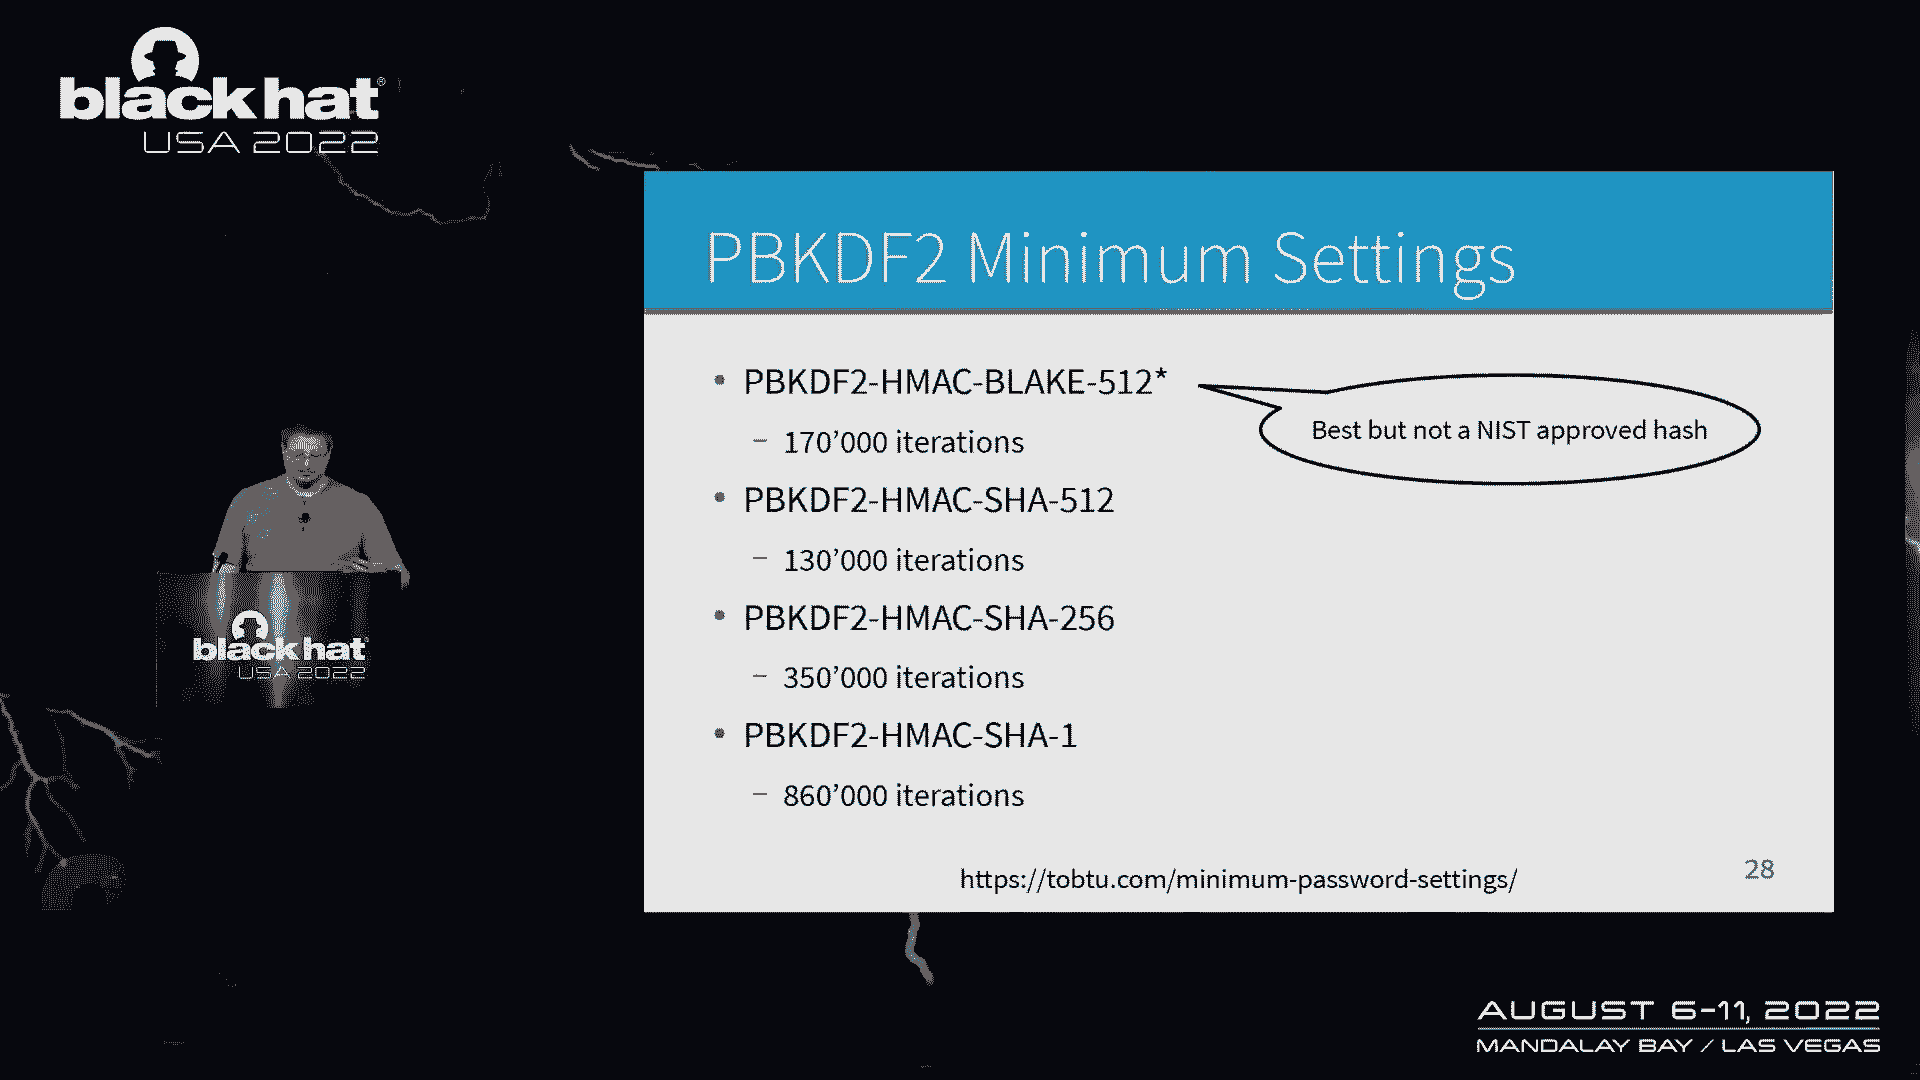 black hat®
USA 2022
PBKDF2 Minimum Settings
• PBKDF2-HMAC-BLAKE-512*
– 170’000 iterations
Best but not a NIST approved hash
• PBKDF2-HMAC-SHA-512
– 130’000 iterations
• PBKDF2-HMAC-SHA-256
– 350’000 iterations
• PBKDF2-HMAC-SHA-1
– 860’000 iterations
https://tobtu.com/minimum-password-settings/
28
black hat
USA 2022
AUGUST 6-11, 2022
MANDALAY BAY / LAS VEGAS